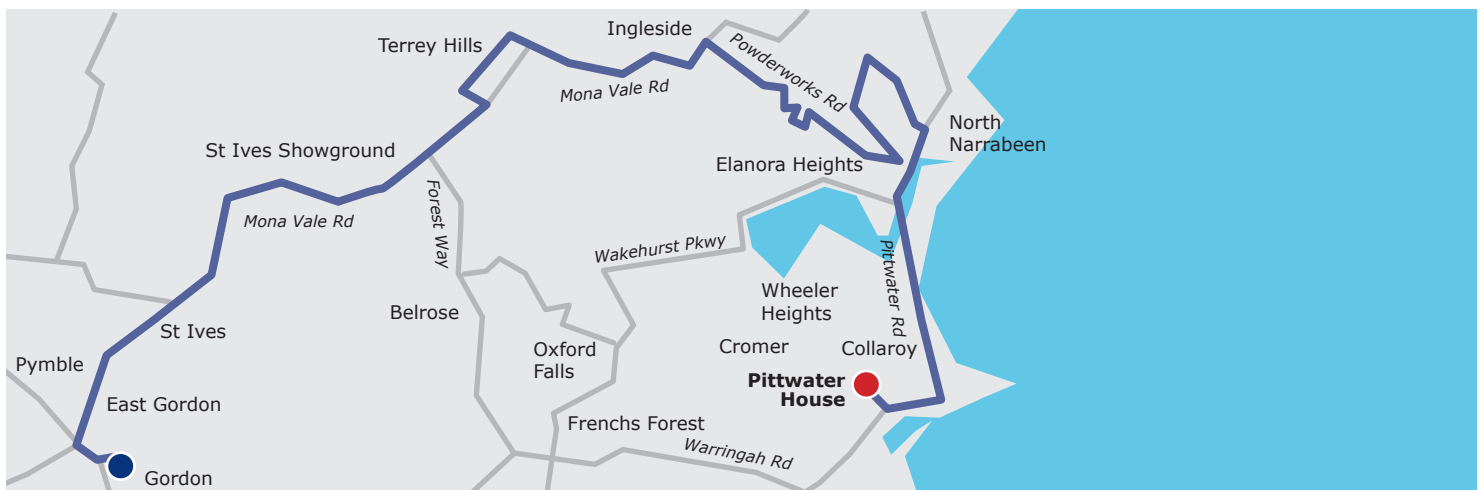 Ingleside
Terrey Hills
Powderworks Rd
Mona Vale Rd
North
Narrabeen
St Ives Showground
Elanora Heights
Forest Way
Mona Vale Rd
Wakehurst Pkwy
Pittwater Rd
Wheeler
Heights
Belrose
St Ives
Oxford
Falls
Cromer
Collaroy
Pymble
Pittwater
House
East Gordon
Frenchs Forest
Warringah Rd
Gordon